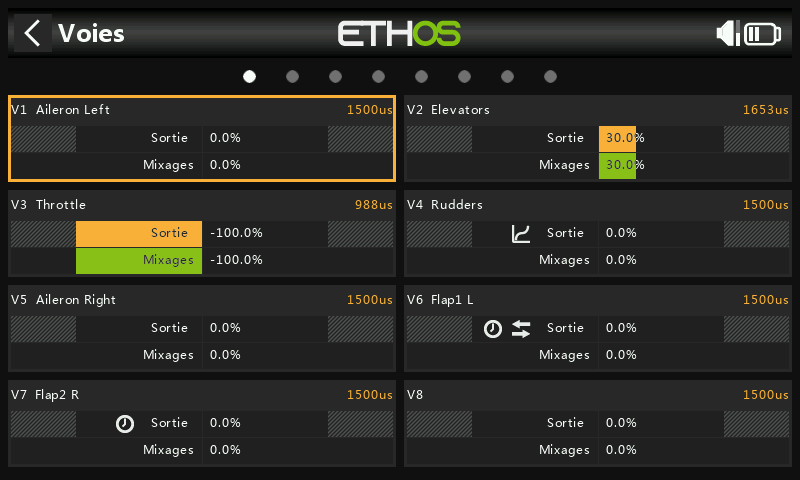 Voies
ETHOS
V1 Aileron Left 1500us
Sortie 0.0%
Mixages 0.0%
V2 Elevators 1653us
Sortie 30.0%
Mixages 30.0%
V3 Throttle 988us
Sortie -100.0%
Mixages -100.0%
V4 Rudders 1500us
Sortie 0.0%
Mixages 0.0%
V5 Aileron Right 1500us
Sortie 0.0%
Mixages 0.0%
V6 Flap1 L 1500us
Sortie 0.0%
Mixages 0.0%
V7 Flap2 R 1500us
Sortie 0.0%
Mixages 0.0%
V8 1500us
Sortie 0.0%
Mixages 0.0%